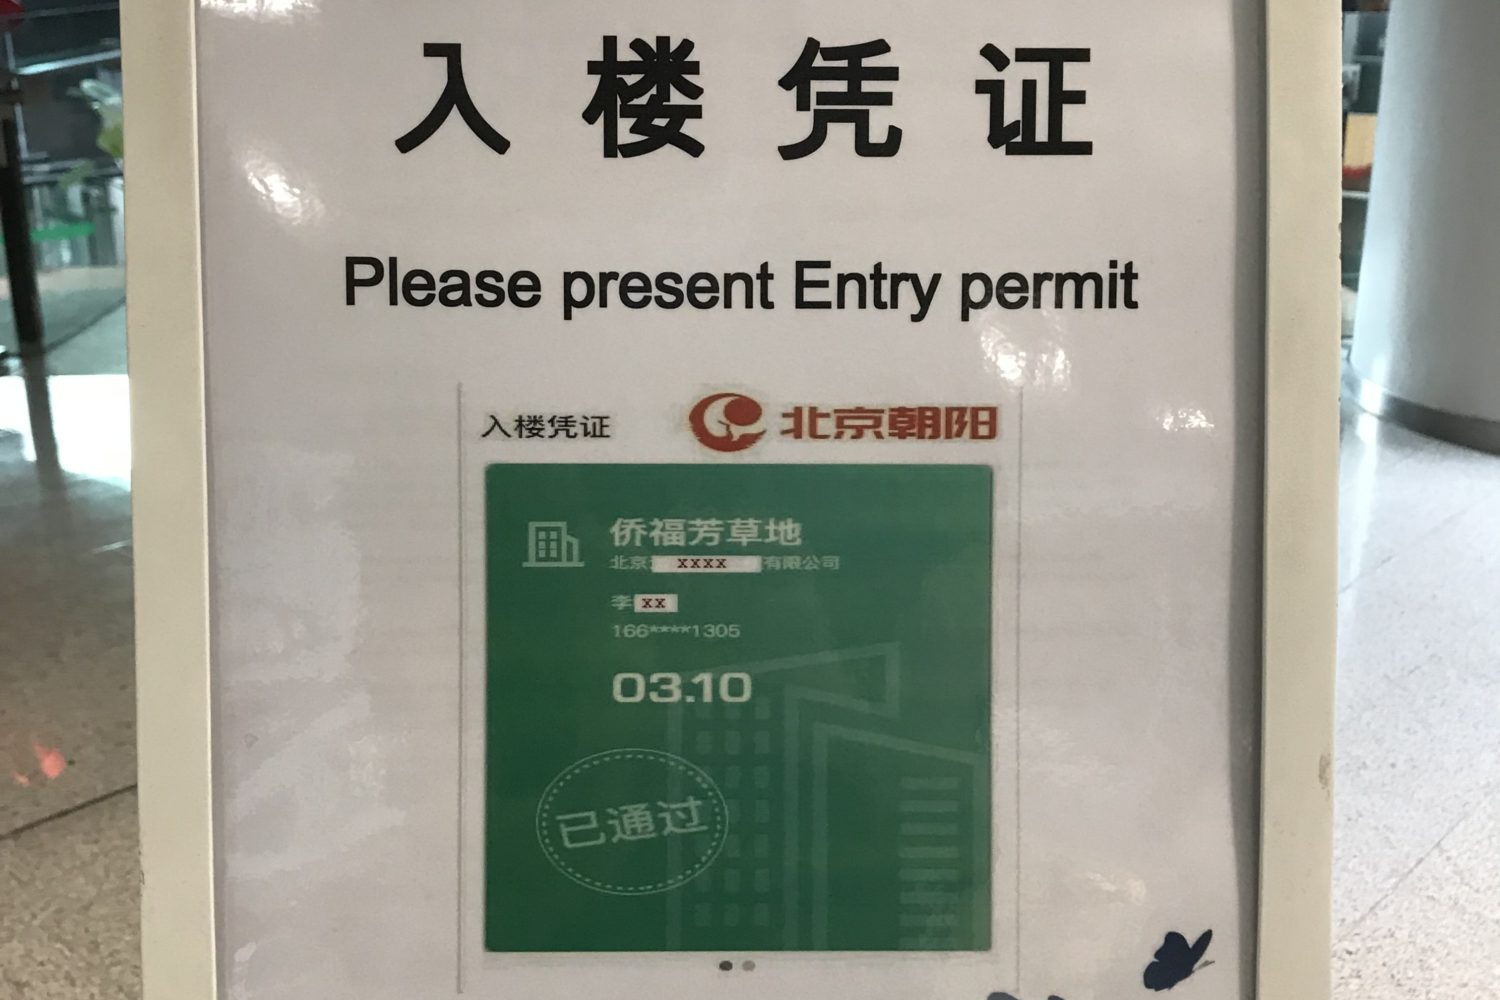 入楼凭证
Please present Entry permit
入楼凭证 北京朝阳
侨福芳草地
北京 XXXX 有限公司
李 XX
166****1305
03.10
已通过